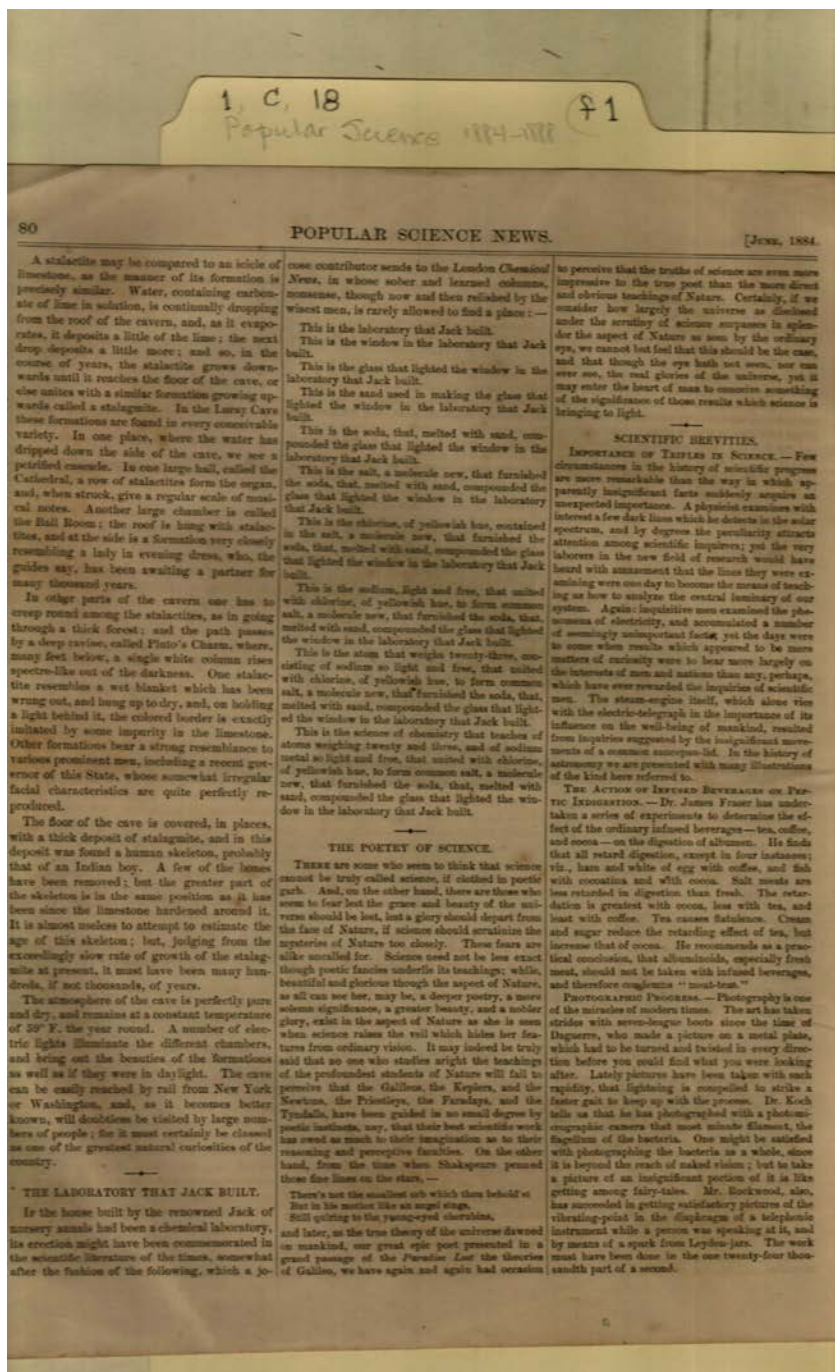 1, C, 18
f 1
Popular Science 1884-1888
80
POPULAR SCIENCE NEWS.
[JUNE, 1884.
A stalactite may be compared to an icicle of
limestone, as the manner of its formation is
precisely similar. Water, containing carbon-
ate of lime in solution, is continually dropping
from the roof of the cavern, and, as it evapo-
rates, it deposits a little of the lime; the next
drop deposits a little more; and so, in the
course of years, the stalactite grows down-
wards until it reaches the floor of the cave, or
else unites with a similar formation growing up-
wards called a stalagmite. In the Luray Cave
these formations are found in every conceivable
variety. In one place, where the water has
dripped down the side of the cave, we see a
petrified cascade. In one large hall, called the
Cathedral, a row of stalactites form the organ,
and, when struck, give a regular scale of musi-
cal notes. Another large chamber is called
the Ball Room; the roof is hung with stalac-
tites, and at the side is a formation very closely
resembling a lady in evening dress, who, the
guides say, has been awaiting a partner for
many thousand years.
In other parts of the cavern one has to
creep round among the stalactites, as in going
through a thick forest; and the path passes
by a deep ravine, called Pluto's Chasm, where,
many feet below, a single white column rises
spectre-like out of the darkness. One stalac-
tite resembles a wet blanket which has been
wrung out, and hung up to dry, and, on holding
a light behind it, the colored border is exactly
imitated by some impurity in the limestone.
Other formations bear a strong resemblance to
various prominent men, including a recent gov-
ernor of this State, whose somewhat irregular
facial characteristics are quite perfectly re-
produced.
The floor of the cave is covered, in places,
with a thick deposit of stalagmite, and in this
deposit was found a human skeleton, probably
that of an Indian boy. A few of the bones
have been removed; but the greater part of
the skeleton is in the same position as it has
been since the limestone hardened around it.
It is almost useless to attempt to estimate the
age of this skeleton; but, judging from the
exceedingly slow rate of growth of the stalag-
mite at present, it must have been many hun-
dreds, if not thousands, of years.
The atmosphere of the cave is perfectly pure
and dry, and remains at a constant temperature
of 59° F. the year round. A number of elec-
tric lights illuminate the different chambers,
and bring out the beauties of the formations
as well as if they were in daylight. The cave
can be easily reached by rail from New York
or Washington, and, as it becomes better
known, will doubtless be visited by large num-
bers of people; for it must certainly be classed
as one of the greatest natural curiosities of the
country.
THE LABORATORY THAT JACK BUILT.
IF the house built by the renowned Jack of
nursery annals had been a chemical laboratory,
its erection might have been commemorated in
the scientific literature of the times, somewhat
after the fashion of the following, which a jo-
cose contributor sends to the London Chemical
News, in whose sober and learned columns,
nonsense, though now and then relished by the
wisest men, is rarely allowed to find a place:—
This is the laboratory that Jack built.
This is the window in the laboratory that Jack
built.
This is the glass that lighted the window in the
laboratory that Jack built.
This is the sand used in making the glass that
lighted the window in the laboratory that Jack
built.
This is the soda, that, melted with sand, com-
pounded the glass that lighted the window in the
laboratory that Jack built.
This is the salt, a molecule new, that furnished
the soda, that, melted with sand, compounded the
glass that lighted the window in the laboratory
that Jack built.
This is the chlorine, of yellowish hue, contained
in the salt, a molecule new, that furnished the
soda, that, melted with sand, compounded the glass
that lighted the window in the laboratory that Jack
built.
This is the sodium, light and free, that united
with chlorine, of yellowish hue, to form common
salt, a molecule new, that furnished the soda, that,
melted with sand, compounded the glass that lighted
the window in the laboratory that Jack built.
This is the atom that weighs twenty-three, con-
sisting of sodium so light and free, that united
with chlorine, of yellowish hue, to form common
salt, a molecule new, that furnished the soda, that,
melted with sand, compounded the glass that light-
ed the window in the laboratory that Jack built.
This is the science of chemistry that teaches of
atoms weighing twenty and three, and of sodium
metal so light and free, that united with chlorine,
of yellowish hue, to form common salt, a molecule
new, that furnished the soda, that, melted with
sand, compounded the glass that lighted the win-
dow in the laboratory that Jack built.
THE POETRY OF SCIENCE.
THERE are some who seem to think that science
cannot be truly called science, if clothed in poetic
garb. And, on the other hand, there are those who
seem to fear lest the grace and beauty of the uni-
verse should be lost, lest a glory should depart from
the face of Nature, if science should scrutinize the
mysteries of Nature too closely. These fears are
alike uncalled for. Science need not be less exact
though poetic fancies underlie its teachings; while,
beautiful and glorious though the aspect of Nature,
as all can see her, may be, a deeper poetry, a more
solemn significance, a greater beauty, and a nobler
glory, exist in the aspect of Nature as she is seen
when science raises the veil which hides her fea-
tures from ordinary vision. It may indeed be truly
said that no one who studies aright the teachings
of the profoundest students of Nature will fail to
perceive that the Galileos, the Keplers, and the
Newtons, the Priestleys, the Faradays, and the
Tyndalls, have been guided in no small degree by
poetic instincts, nay, that their best scientific work
has owed as much to their imagination as to their
reasoning and perceptive faculties. On the other
hand, from the time when Shakspeare penned
those fine lines on the stars,—
There's not the smallest orb which thou behold'st
But in his motion like an angel sings,
Still quiring to the young-eyed cherubins,
and later, as the true theory of the universe dawned
on mankind, our great epic poet presented in a
grand passage of the Paradise Lost the theories
of Galileo, we have again and again had occasion
to perceive that the truths of science are even more
impressive to the true poet than the more direct
and obvious teachings of Nature. Certainly, if we
consider how largely the universe as disclosed
under the scrutiny of science surpasses in splen-
dor the aspect of Nature as seen by the ordinary
eye, we cannot but feel that this should be the case,
and that though the eye hath not seen, nor can
ever see, the real glories of the universe, yet it
may enter the heart of man to conceive something
of the significance of those results which science is
bringing to light.
SCIENTIFIC BREVITIES.
IMPORTANCE OF TRIFLES IN SCIENCE. — Few
circumstances in the history of scientific progress
are more remarkable than the way in which ap-
parently insignificant facts suddenly acquire an
unexpected importance. A physicist examines with
interest a few dark lines which he detects in the solar
spectrum, and by degrees the peculiarity attracts
attention among scientific inquirers; yet the very
laborers in the new field of research would have
heard with amazement that the lines they were ex-
amining were one day to become the means of teach-
ing us how to analyze the central luminary of our
system. Again: inquisitive men examined the phe-
nomena of electricity, and accumulated a number
of seemingly unimportant facts; yet the days were
to come when results which appeared to be mere
matters of curiosity were to bear more largely on
the interests of men and nations than any, perhaps,
which have ever rewarded the inquiries of scientific
men. The steam-engine itself, which alone vies
with the electric-telegraph in the importance of its
influence on the well-being of mankind, resulted
from inquiries suggested by the insignificant move-
ments of a common saucepan-lid. In the history of
astronomy we are presented with many illustrations
of the kind here referred to.
THE ACTION OF INFUSED BEVERAGES ON PEP-
TIC INDIGESTION. — Dr. James Fraser has under-
taken a series of experiments to determine the ef-
fect of the ordinary infused beverages—tea, coffee,
and cocoa—on the digestion of albumen. He finds
that all retard digestion, except in four instances;
viz., ham and white of egg with coffee, and fish
with cocoatina and with cocoa. Salt meats are
less retarded in digestion than fresh. The retar-
dation is greatest with cocoa, less with tea, and
least with coffee. Tea causes flatulence. Cream
and sugar reduce the retarding effect of tea, but
increase that of cocoa. He recommends as a prac-
tical conclusion, that albuminoids, especially fresh
meat, should not be taken with infused beverages,
and therefore condemns "meat-teas."
PHOTOGRAPHIC PROGRESS. — Photography is one
of the miracles of modern times. The art has taken
strides with seven-league boots since the time of
Daguerre, who made a picture on a metal plate,
which had to be turned and twisted in every direc-
tion before you could find what you were looking
after. Lately pictures have been taken with such
rapidity, that lightning is compelled to strike a
faster gait to keep up with the process. Dr. Koch
tells us that he has photographed with a photomi-
crographic camera that most minute filament, the
flagellum of the bacteria. One might be satisfied
with photographing the bacteria as a whole, since
it is beyond the reach of naked vision; but to take
a picture of an insignificant portion of it is like
getting among fairy-tales. Mr. Rockwood, also,
has succeeded in getting satisfactory pictures of the
vibrating-point in the diaphragm of a telephonic
instrument while a person was speaking at it, and
by means of a spark from Leyden-jars. The work
must have been done in the one twenty-four thou-
sandth part of a second.